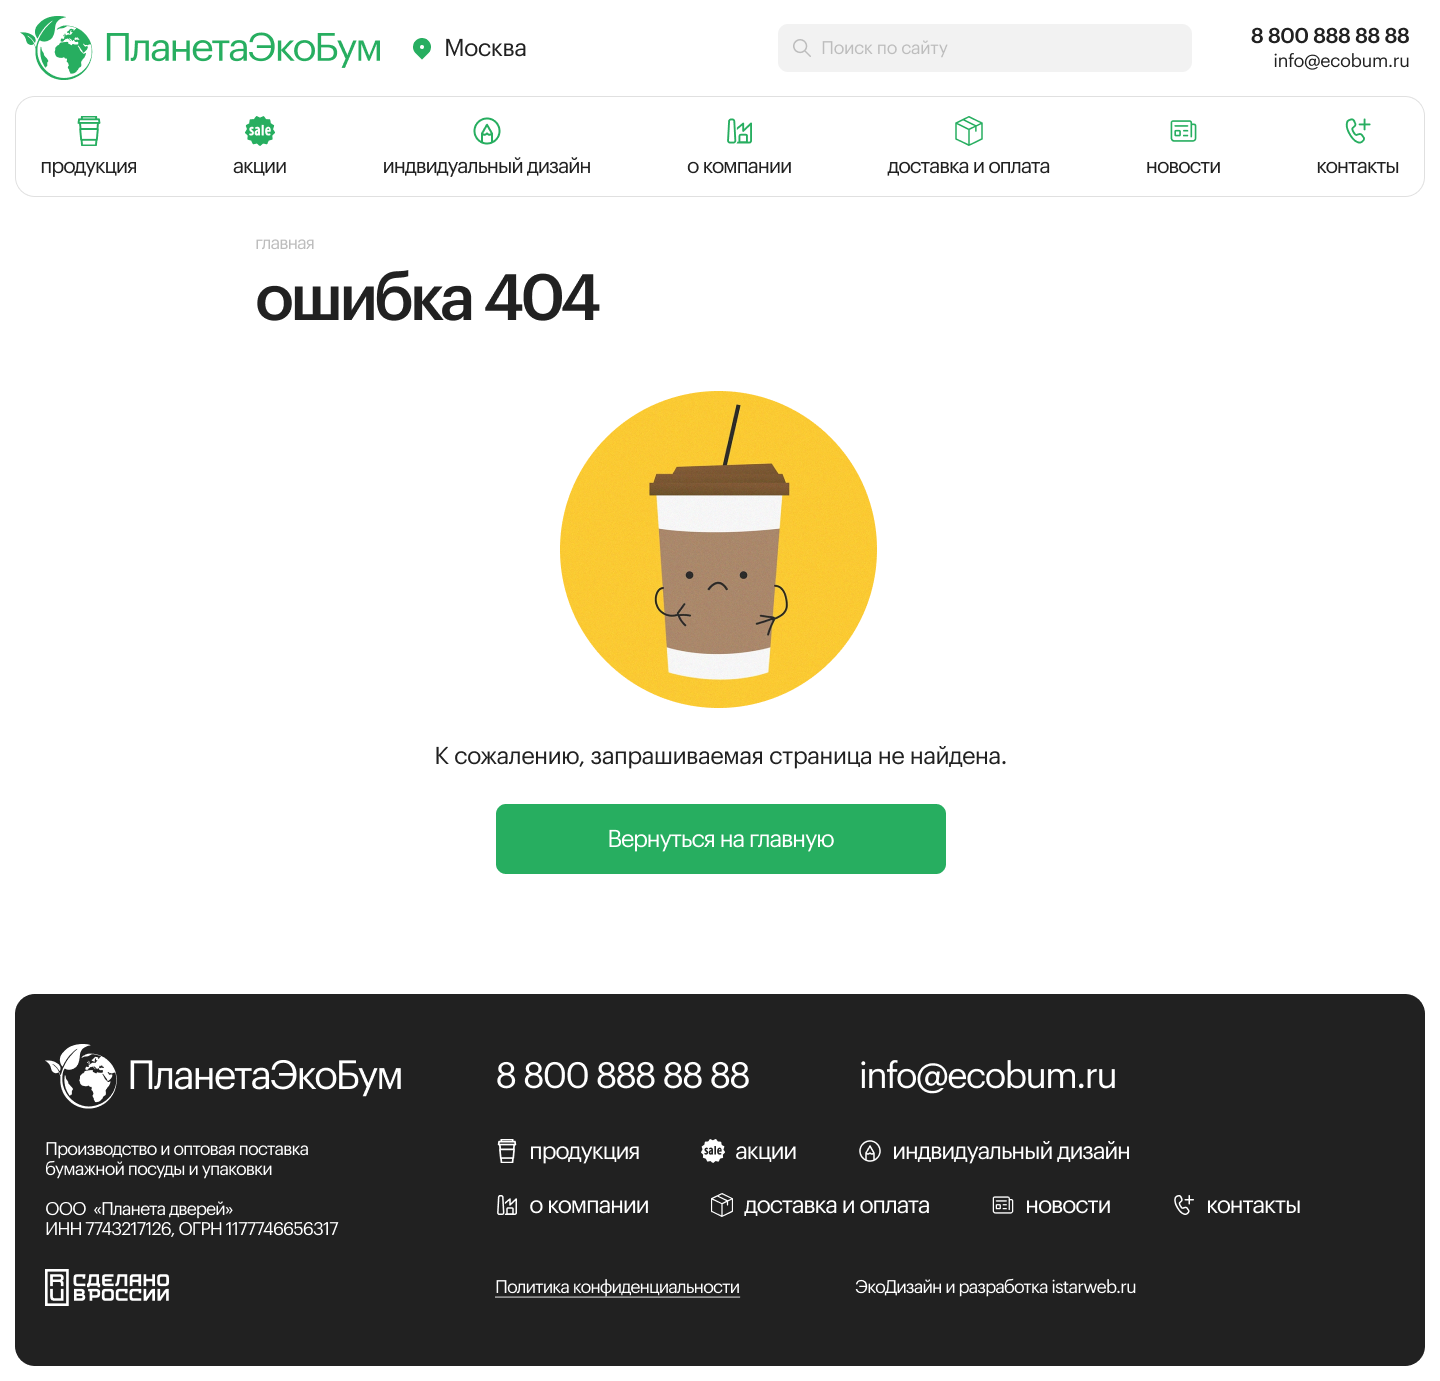 ПланетаЭкоБум
Москва
Поиск по сайту
8 800 888 88 88
info@ecobum.ru
продукция
sale
акции
индвидуальный дизайн
о компании
доставка и оплата
новости
контакты
главная
ошибка 404
К сожалению, запрашиваемая страница не найдена.
Вернуться на главную
ПланетаЭкоБум
8 800 888 88 88
info@ecobum.ru
Производство и оптовая поставка
бумажной посуды и упаковки
ООО «Планета дверей»
ИНН 7743217126, ОГРН 1177746656317
продукция
sale
акции
индвидуальный дизайн
о компании
доставка и оплата
новости
контакты
RU
СДЕЛАНО
В РОССИИ
Политика конфиденциальности
ЭкоДизайн и разработка istarweb.ru